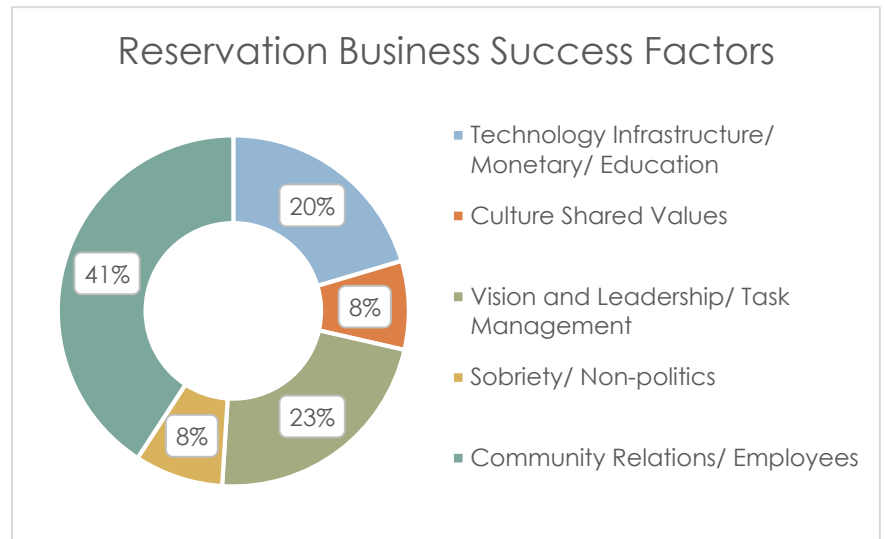 Reservation Business Success Factors
20%
8%
23%
8%
41%
Technology Infrastructure/
Monetary/ Education
Culture Shared Values
Vision and Leadership/ Task
Management
Sobriety/ Non-politics
Community Relations/ Employees